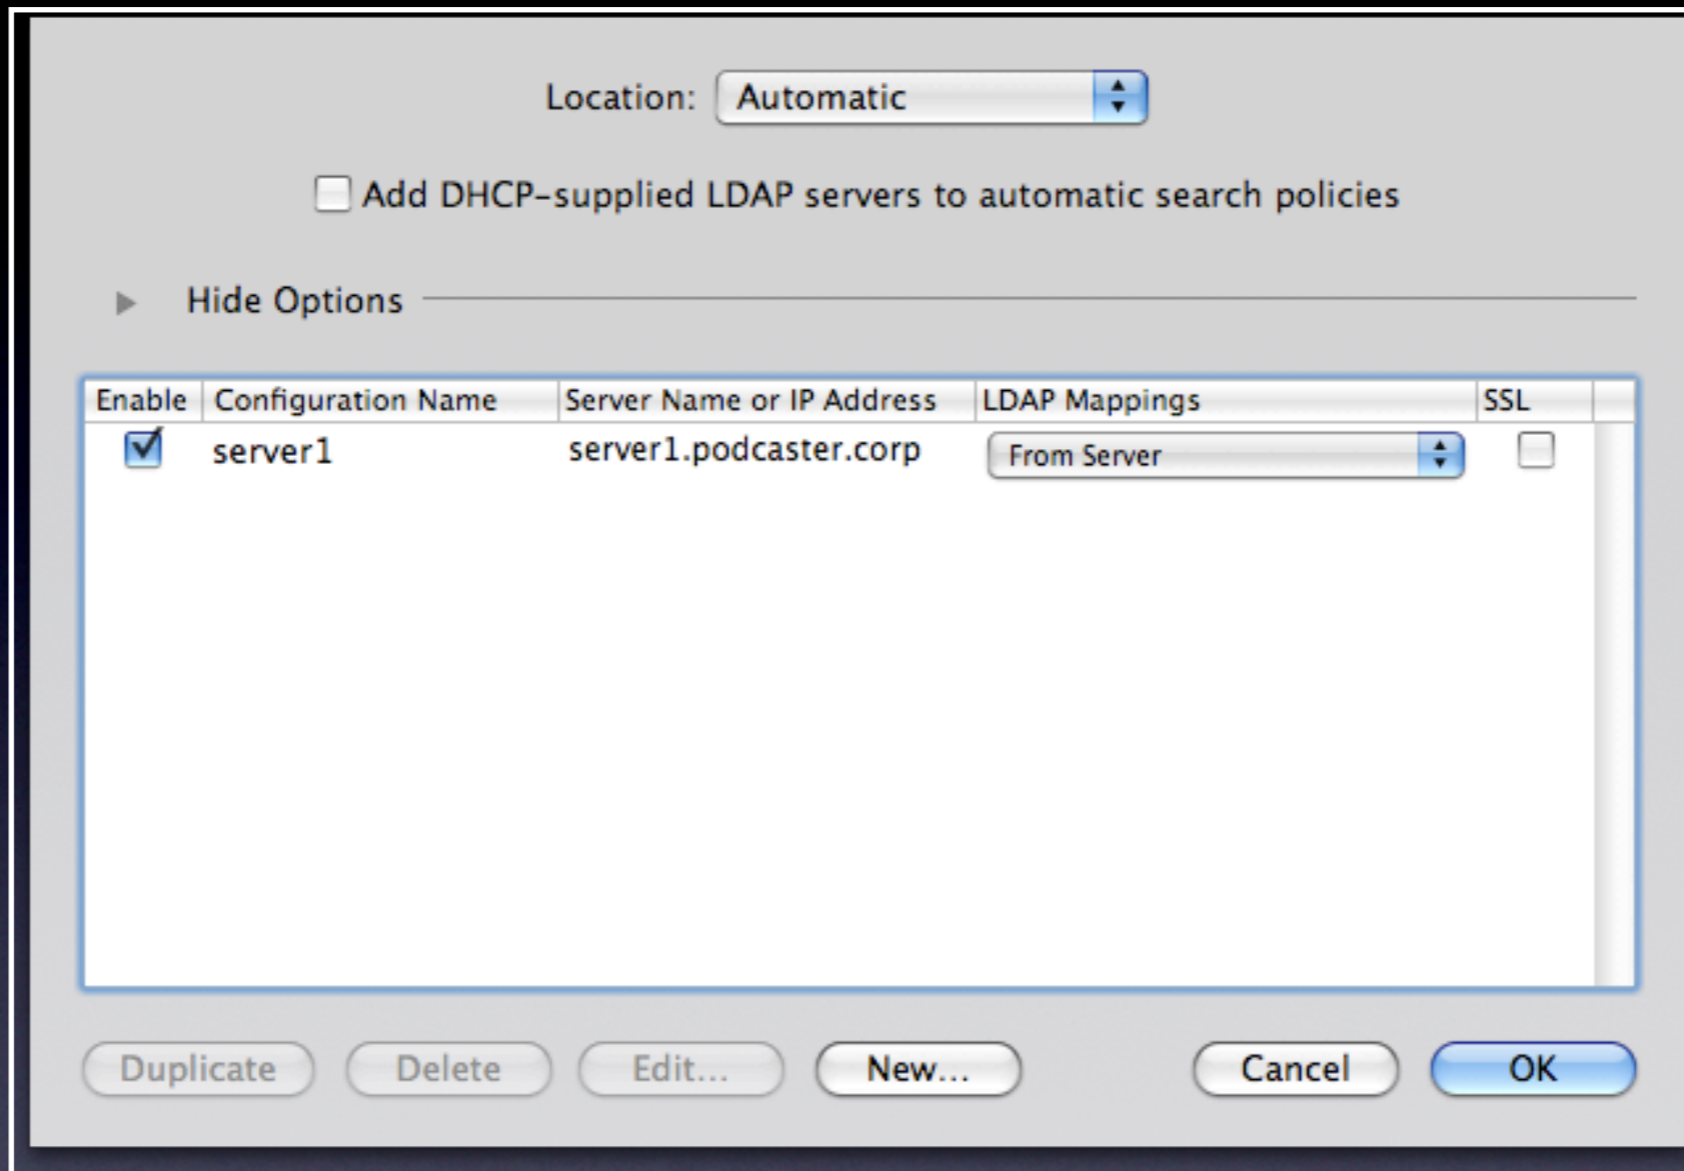 Location: Automatic
Add DHCP-supplied LDAP servers to automatic search policies
Hide Options
Enable Configuration Name Server Name or IP Address LDAP Mappings SSL
server1 server1.podcaster.corp From Server
Duplicate Delete Edit... New... Cancel OK